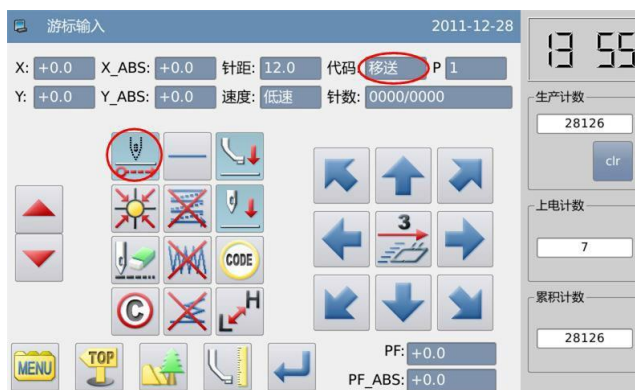 游标输入 2011-12-28
X: +0.0 X_ABS: +0.0 针距: 12.0 代码: 移送 P 1
Y: +0.0 Y_ABS: +0.0 速度: 低速 针数: 0000/0000
13 55
生产计数
28126
clr
上电计数
7
累积计数
28126
3
CODE
C
H
PF: +0.0
PF_ABS: +0.0
MENU TOP